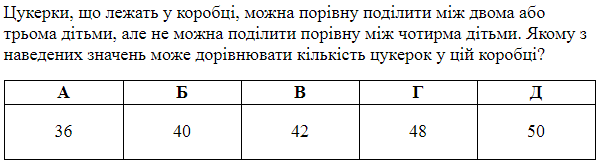 Цукерки, що лежать у коробці, можна порівну поділити між двома або
трьома дітьми, але не можна поділити порівну між чотирма дітьми. Якому з
наведених значень може дорівнювати кількість цукерок у цій коробці?
А Б В Г Д
36 40 42 48 50